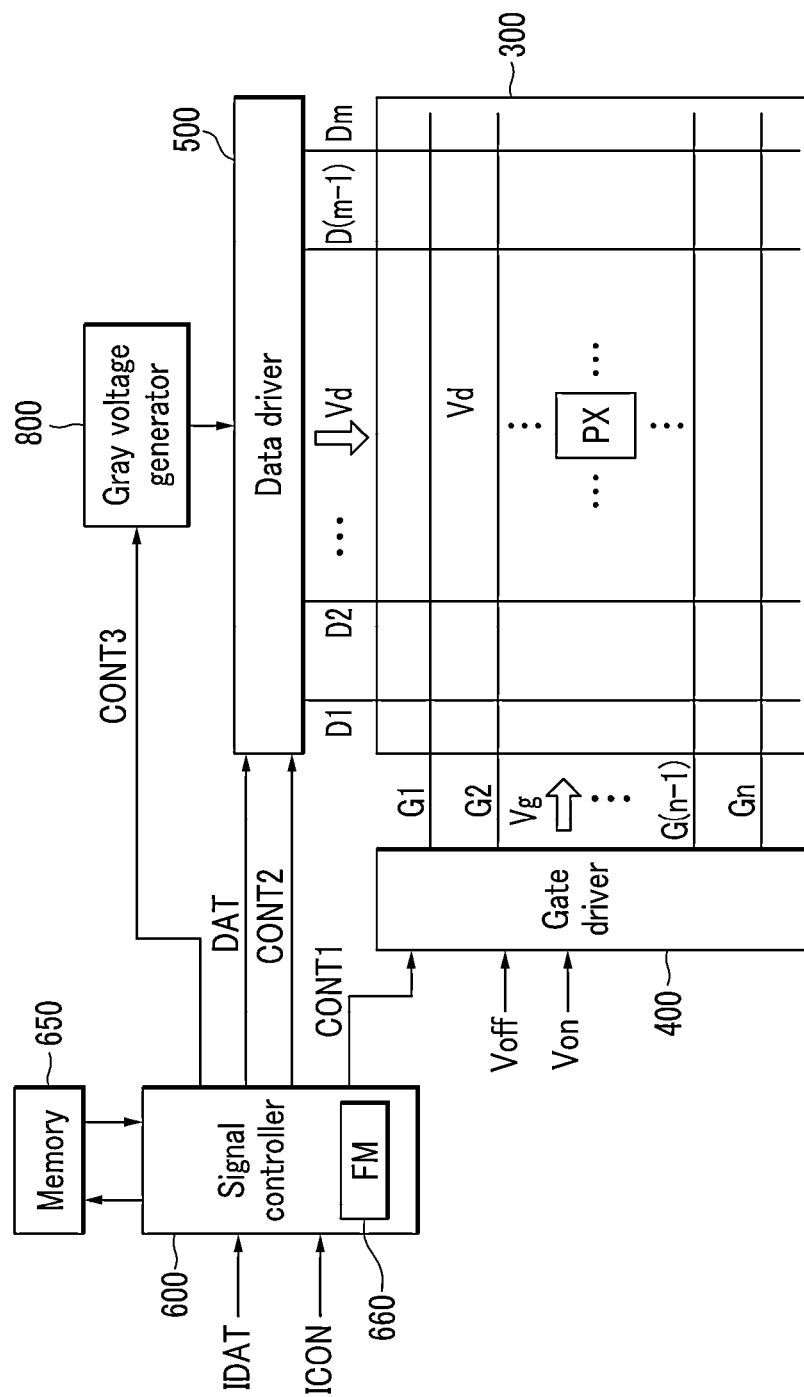 650
Memory
600
Signal
controller
FM
660
IDAT
ICON
CONT3
DAT
CONT2
CONT1
800
Gray voltage
generator
500
Data driver
D1
D2
...
Vd
D(m-1)
Dm
300
Voff
Von
400
Gate
driver
G1
G2
Vg
...
G(n-1)
Gn
Vd
...
... PX ...
...